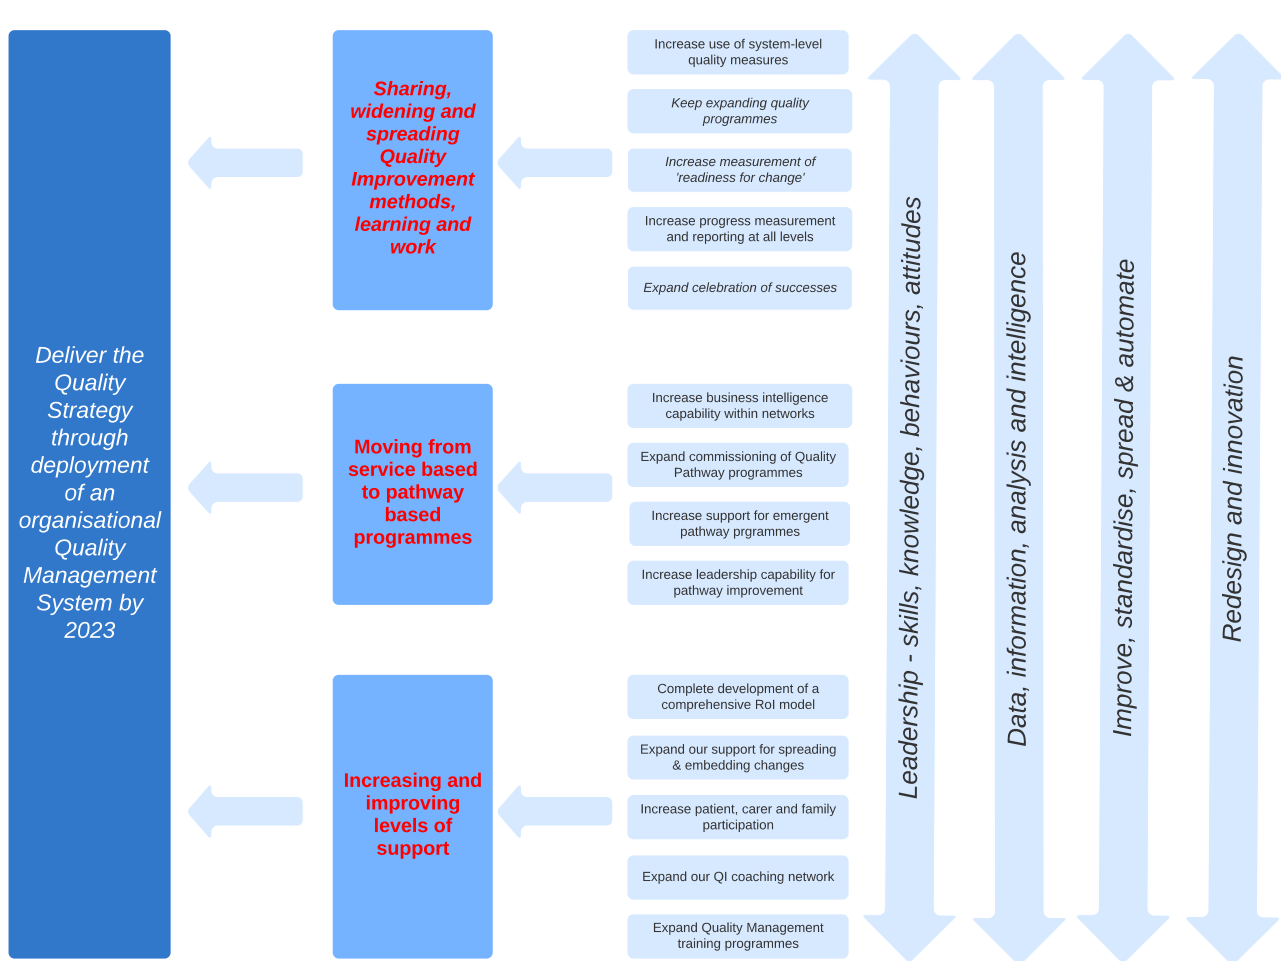 Deliver the
Quality
Strategy
through
deployment
of an
organisational
Quality
Management
System by
2023
Sharing,
widening and
spreading
Quality
Improvement
methods,
learning and
work
Increase use of system-level
quality measures
Keep expanding quality
programmes
Increase measurement of
'readiness for change'
Increase progress measurement
and reporting at all levels
Expand celebration of successes
Moving from
service based
to pathway
based
programmes
Increase business intelligence
capability within networks
Expand commissioning of Quality
Pathway programmes
Increase support for emergent
pathway prgrammes
Increase leadership capability for
pathway improvement
Increasing and
improving
levels of
support
Complete development of a
comprehensive RoI model
Expand our support for spreading
& embedding changes
Increase patient, carer and family
participation
Expand our QI coaching network
Expand Quality Management
training programmes
Leadership - skills, knowledge, behaviours, attitudes
Data, information, analysis and intelligence
Improve, standardise, spread & automate
Redesign and innovation